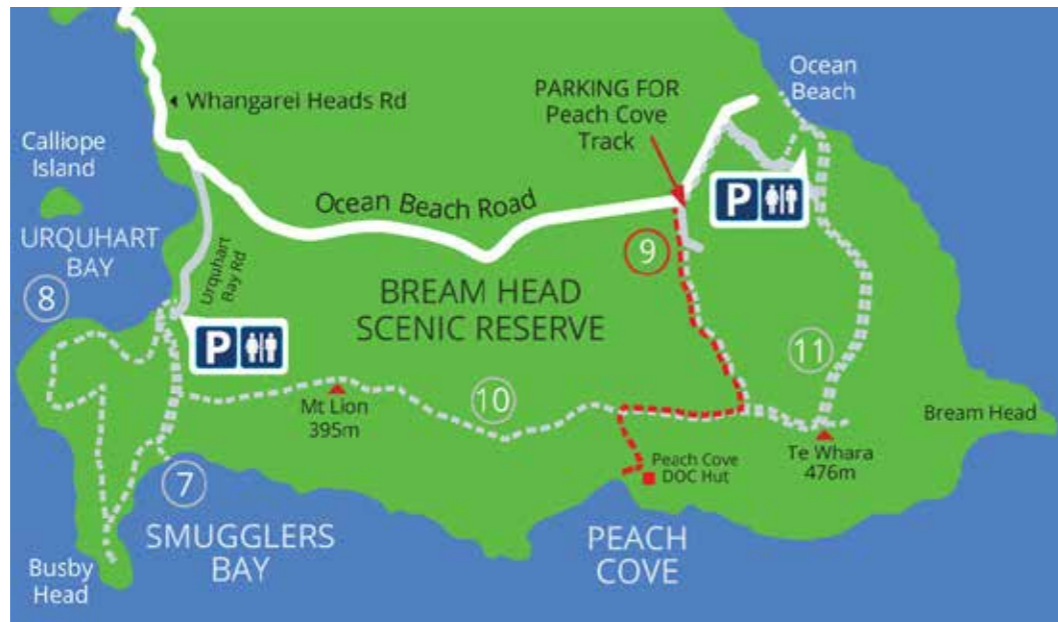 Ocean
Beach
PARKING FOR
Peach Cove
Track
Whangarei Heads Rd
Calliope
Island
Ocean Beach Road
P
URQUHART
BAY
Urquhart
Bay Rd
9
8
BREAM HEAD
SCENIC RESERVE
P
11
10
Mt Lion
395m
Bream Head
Te Whara
476m
Peach Cove
DOC Hut
7
SMUGGLERS
BAY
PEACH
COVE
Busby
Head